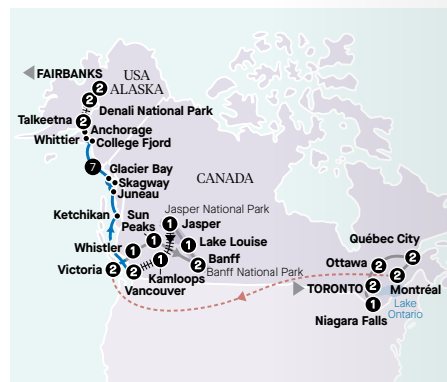 FAIRBANKS
USA
ALASKA
2
2
Denali National Park
Talkeetna 2
Anchorage
Whittier
College Fjord
7
Glacier Bay
Skagway
Juneau
CANADA
Ketchikan
Jasper National Park
Sun
Peaks
1
Jasper
Whistler 1
1
1
Lake Louise
Victoria 2
2
1
2
Banff
Banff National Park
Kamloops
Vancouver
Québec City
2
Ottawa
2
2
Montréal
TORONTO 2
Lake
Ontario
1
Niagara Falls